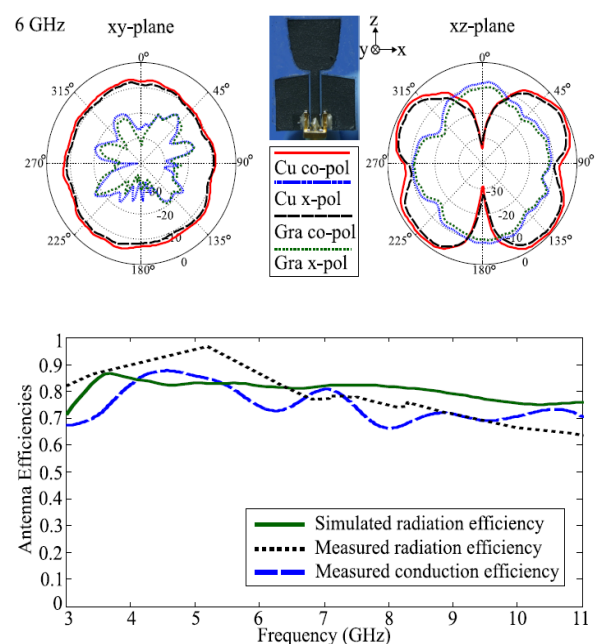 6 GHz
xy-plane
z
y x
xz-plane
0°
45°
90°
135°
180°
225°
270°
315°
-30
-20
-10
0
0°
45°
90°
135°
180°
225°
270°
315°
-30
-20
-10
0
Cu co-pol
Cu x-pol
Gra co-pol
Gra x-pol
Antenna Efficiencies
1
0.9
0.8
0.7
0.6
0.5
0.4
0.3
0.2
0.1
0
3 4 5 6 7 8 9 10 11
Frequency (GHz)
Simulated radiation efficiency
Measured radiation efficiency
Measured conduction efficiency